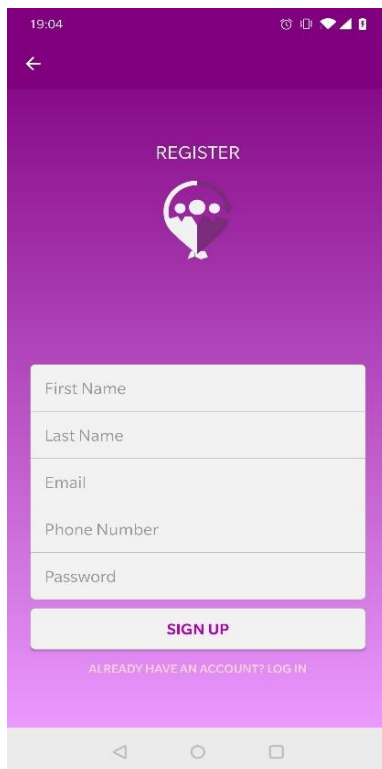 19:04
REGISTER
First Name
Last Name
Email
Phone Number
Password
SIGN UP
ALREADY HAVE AN ACCOUNT? LOG IN